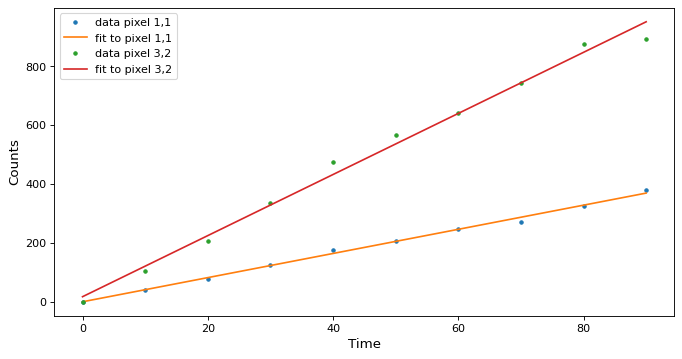 data pixel 1,1
fit to pixel 1,1
data pixel 3,2
fit to pixel 3,2
Counts
800
600
400
200
0
0 20 40 60 80
Time